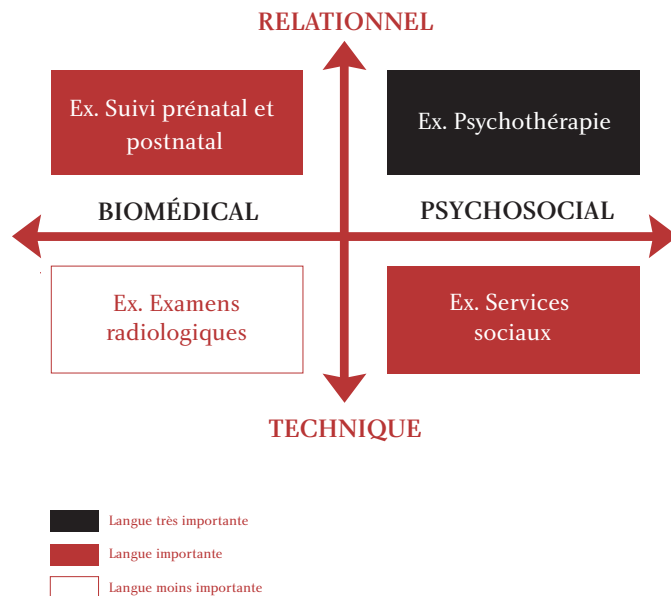 RELATIONNEL
Ex. Suivi prénatal et
postnatal
Ex. Psychothérapie
BIOMÉDICAL
PSYCHOSOCIAL
Ex. Examens
radiologiques
Ex. Services
sociaux
TECHNIQUE
Langue très importante
Langue importante
Langue moins importante